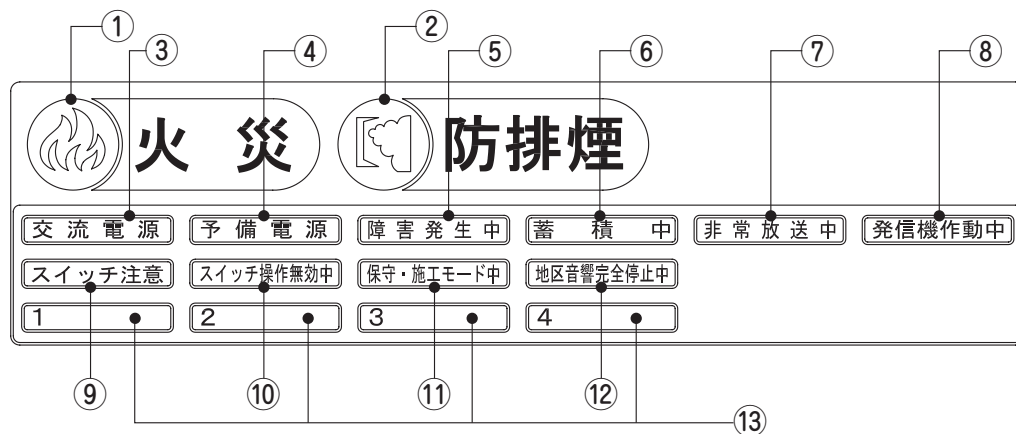 ① ②
③ ④ ⑤ ⑥ ⑦ ⑧
火災 防排煙
交流電源 予備電源 障害発生中 蓄積中 非常放送中 発信機作動中
スイッチ注意 スイッチ操作無効中 保守・施工モード中 地区音響完全停止中
1 2 3 4
⑨ ⑩ ⑪ ⑫
⑬